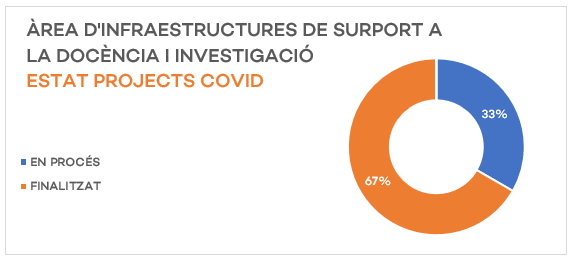 ÀREA D'INFRAESTRUCTURES DE SURPORT A
LA DOCÈNCIA I INVESTIGACIÓ
ESTAT PROJECTS COVID
33%
EN PROCÉS
67%
FINALITZAT